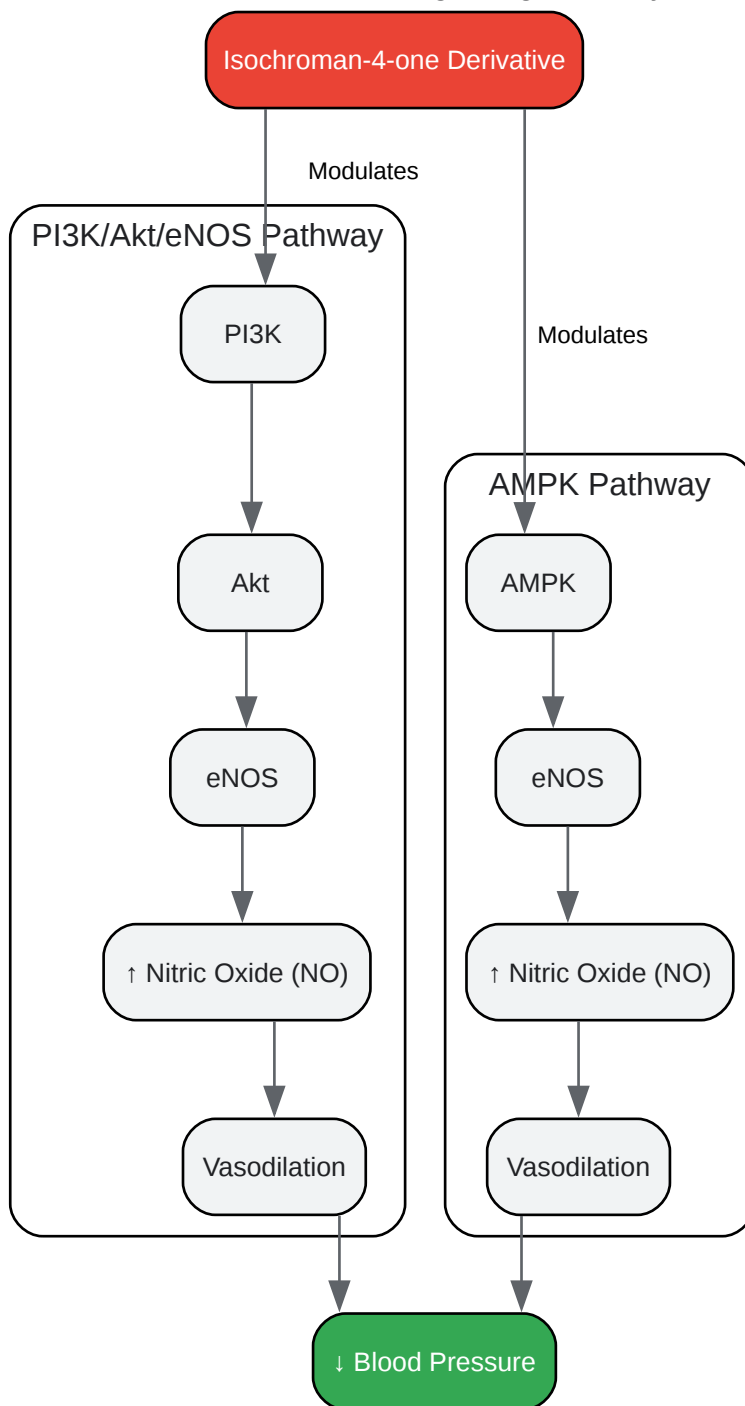 Isochroman-4-one Derivative
Modulates
PI3K/Akt/eNOS Pathway
PI3K
Modulates
AMPK Pathway
Akt
AMPK
eNOS
eNOS
↑ Nitric Oxide (NO)
↑ Nitric Oxide (NO)
Vasodilation
Vasodilation
↓ Blood Pressure